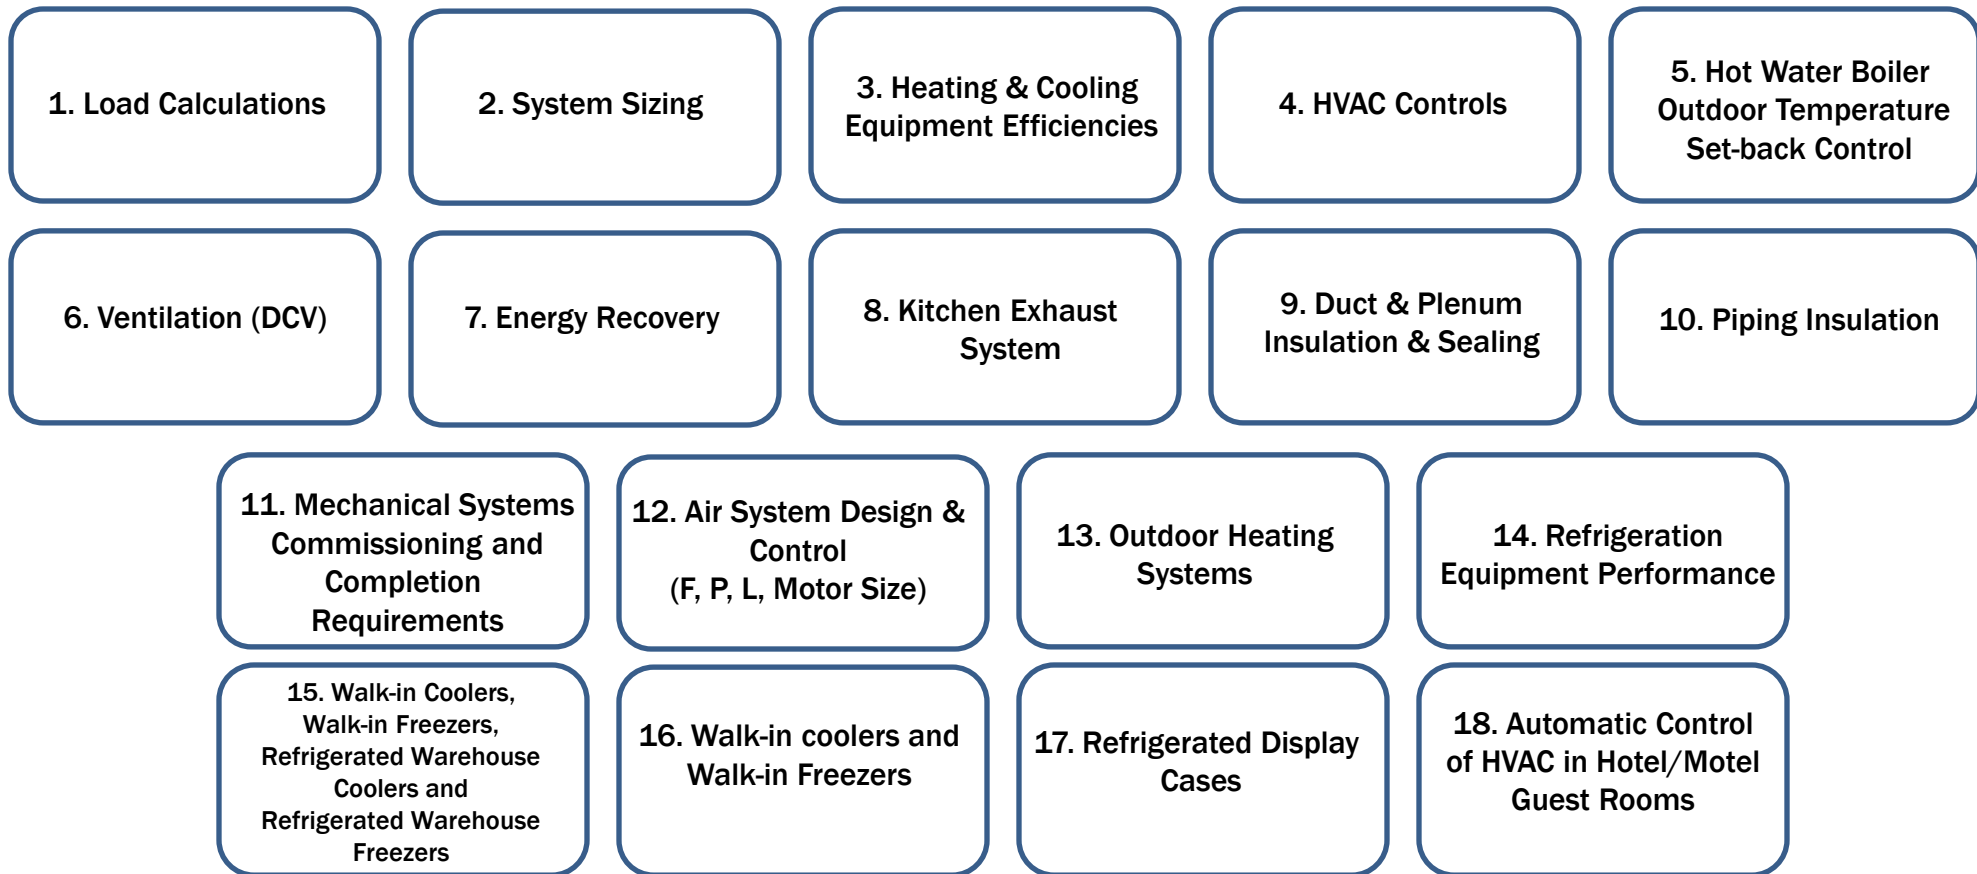 1. Load Calculations
2. System Sizing
3. Heating & Cooling
Equipment Efficiencies
4. HVAC Controls
5. Hot Water Boiler
Outdoor Temperature
Set-back Control
6. Ventilation (DCV)
7. Energy Recovery
8. Kitchen Exhaust
System
9. Duct & Plenum
Insulation & Sealing
10. Piping Insulation
11. Mechanical Systems
Commissioning and
Completion
Requirements
12. Air System Design &
Control
(F, P, L, Motor Size)
13. Outdoor Heating
Systems
14. Refrigeration
Equipment Performance
15. Walk-in Coolers,
Walk-in Freezers,
Refrigerated Warehouse
Coolers and
Refrigerated Warehouse
Freezers
16. Walk-in coolers and
Walk-in Freezers
17. Refrigerated Display
Cases
18. Automatic Control
of HVAC in Hotel/Motel
Guest Rooms